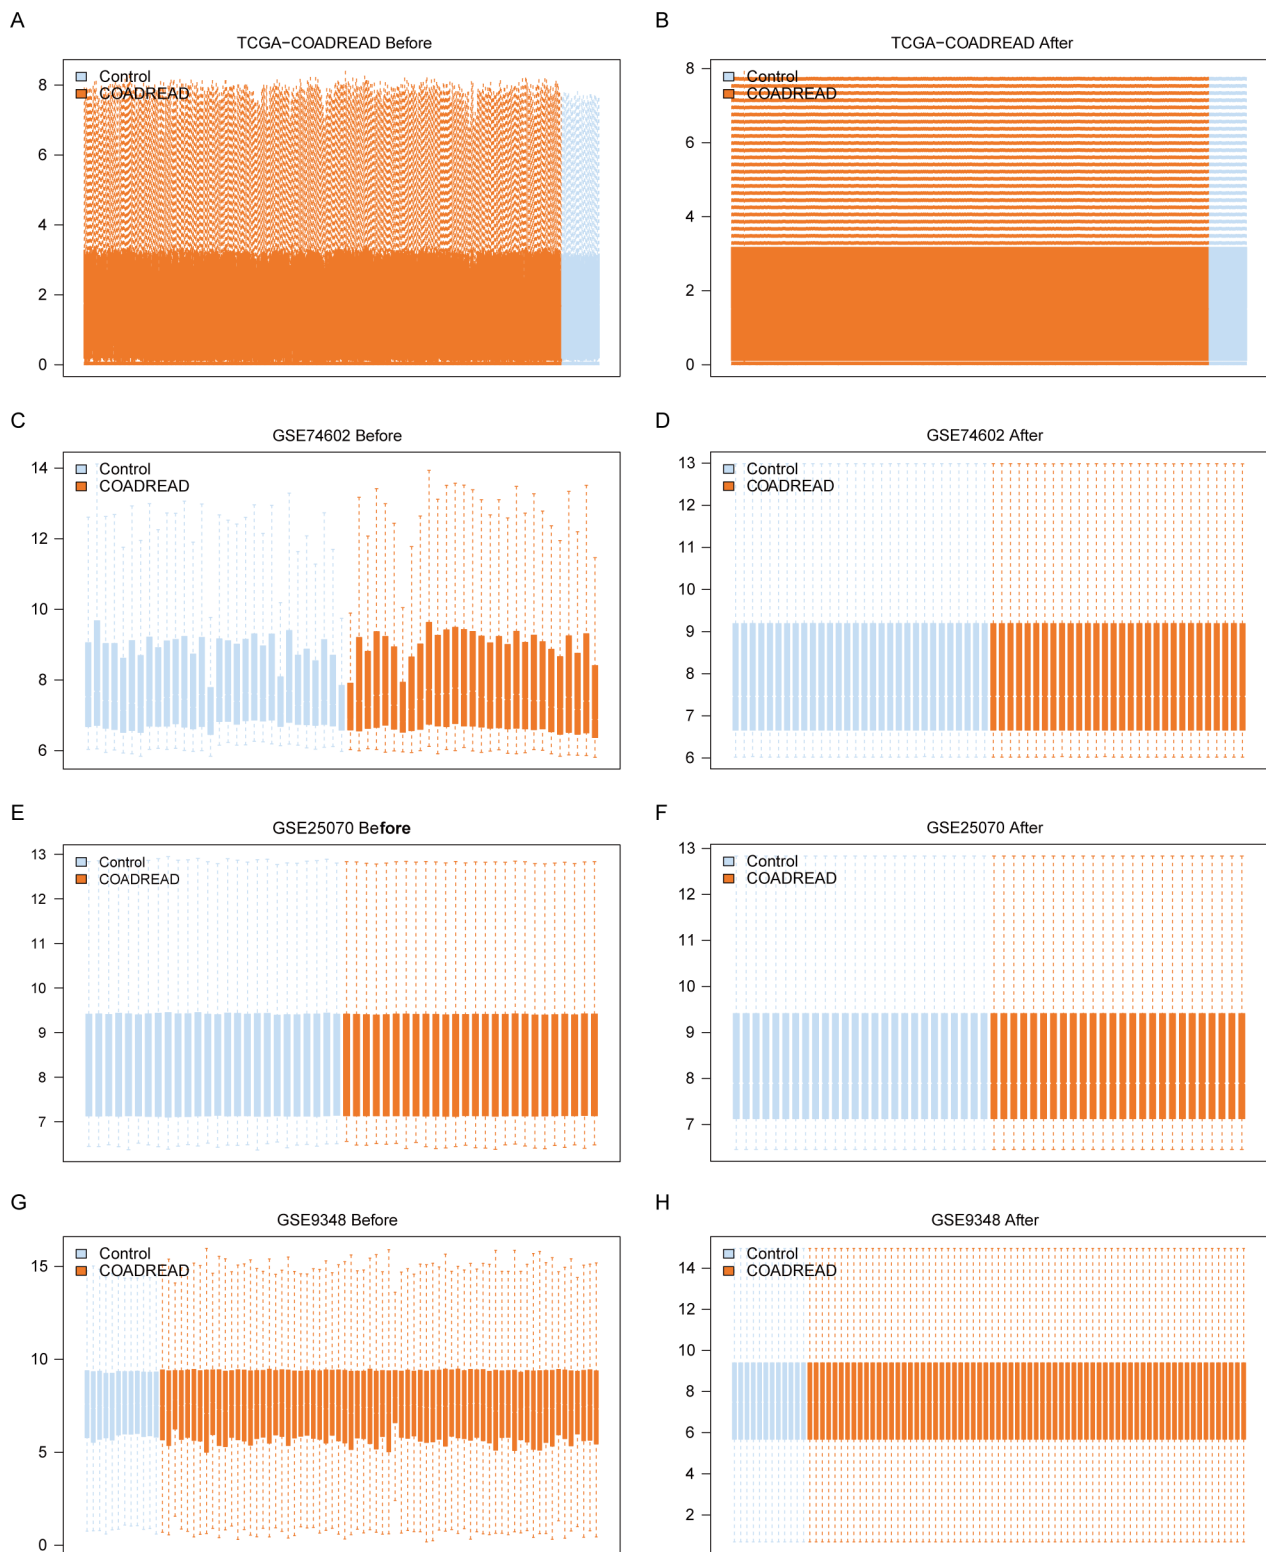 A
TCGA−COADREAD Before
Control
COADREAD
8
6
4
2
0
B
TCGA−COADREAD After
Control
COADREAD
8
6
4
2
0
C
GSE74602 Before
Control
COADREAD
14
12
10
8
6
D
GSE74602 After
Control
COADREAD
13
12
11
10
9
8
7
6
E
GSE25070 Before
Control
COADREAD
13
12
11
10
9
8
7
F
GSE25070 After
Control
COADREAD
13
12
11
10
9
8
7
G
GSE9348 Before
Control
COADREAD
15
10
5
0
H
GSE9348 After
Control
COADREAD
14
12
10
8
6
4
2